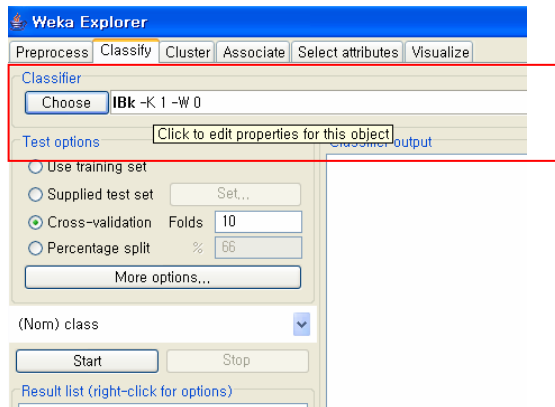 Weka Explorer
Preprocess Classify Cluster Associate Select attributes Visualize
Classifier
Choose IBk -K 1 -W 0
Click to edit properties for this object
Test options
Classifier output
Use training set
Supplied test set Set...
Cross-validation Folds 10
Percentage split % 66
More options...
(Nom) class
Start Stop
Result list (right-click for options)